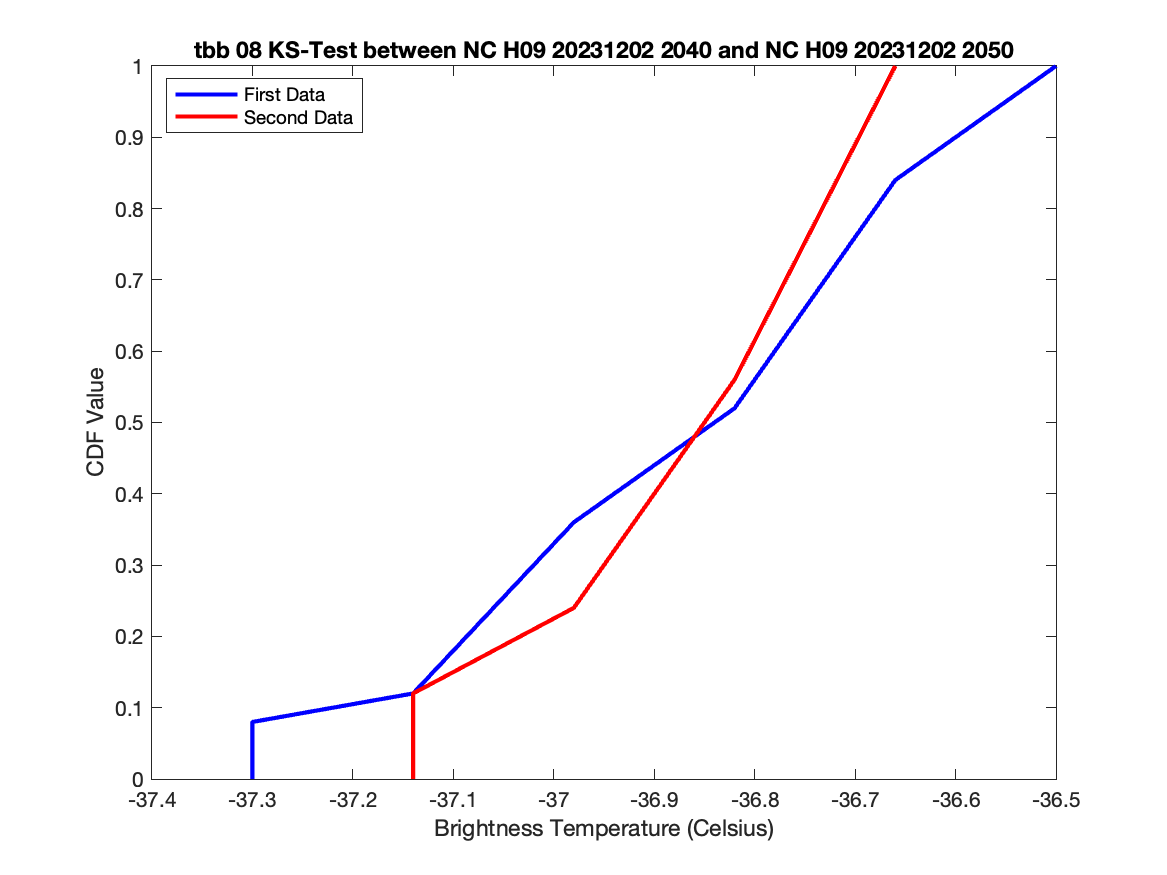 tbb 08 KS-Test between NC H09 20231202 2040 and NC H09 20231202 2050
First Data
Second Data
1
0.9
0.8
0.7
0.6
0.5
0.4
0.3
0.2
0.1
0
CDF Value
-37.4 -37.3 -37.2 -37.1 -37 -36.9 -36.8 -36.7 -36.6 -36.5
Brightness Temperature (Celsius)